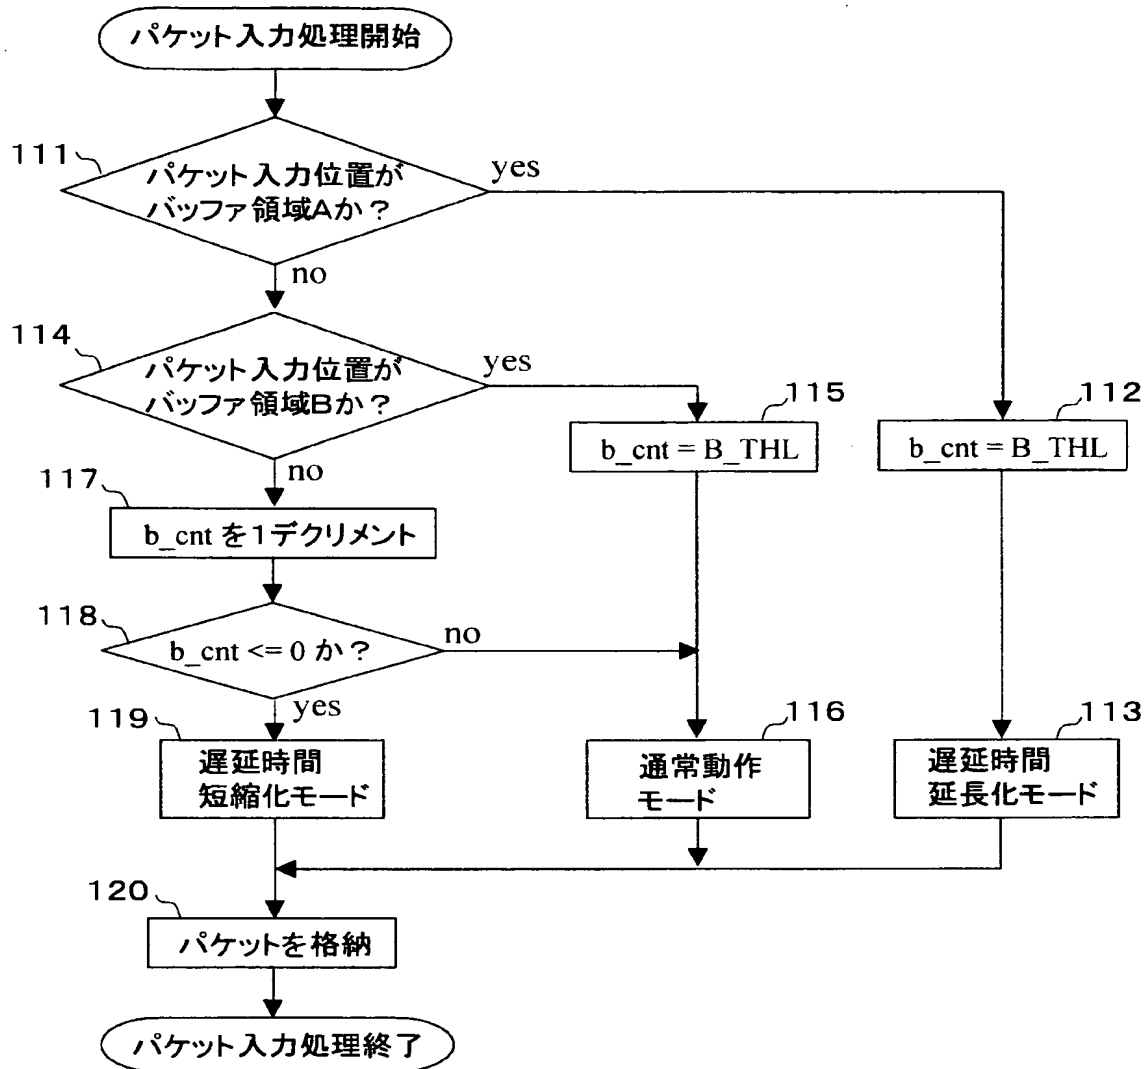 パケット入力処理開始
111
パケット入力位置が
バッファ領域Aか?
yes
no
114
パケット入力位置が
バッファ領域Bか?
yes
no
115
b_cnt = B_THL
112
b_cnt = B_THL
117
b_cnt を1デクリメント
118
b_cnt <= 0 か?
no
yes
119
遅延時間
短縮化モード
116
通常動作
モード
113
遅延時間
延長化モード
120
パケットを格納
パケット入力処理終了